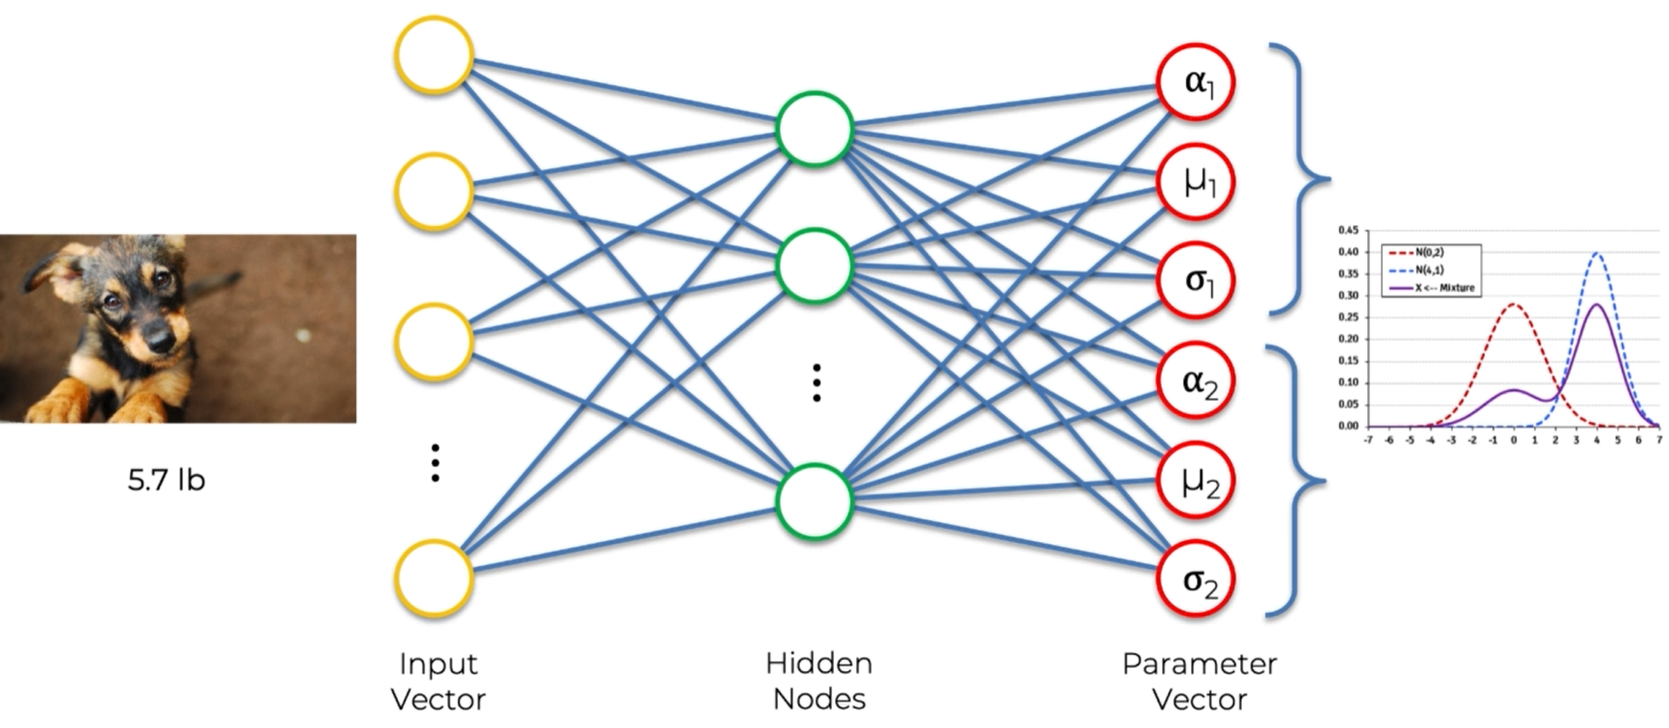 α1
μ1
σ1
α2
μ2
σ2
5.7 lb
Input
Vector
Hidden
Nodes
Parameter
Vector
0.45
0.40
0.35
0.30
0.25
0.20
0.15
0.10
0.05
0.00
N(0,2)
N(4,1)
X <-- Mixture
-7 -6 -5 -4 -3 -2 -1 0 1 2 3 4 5 6 7